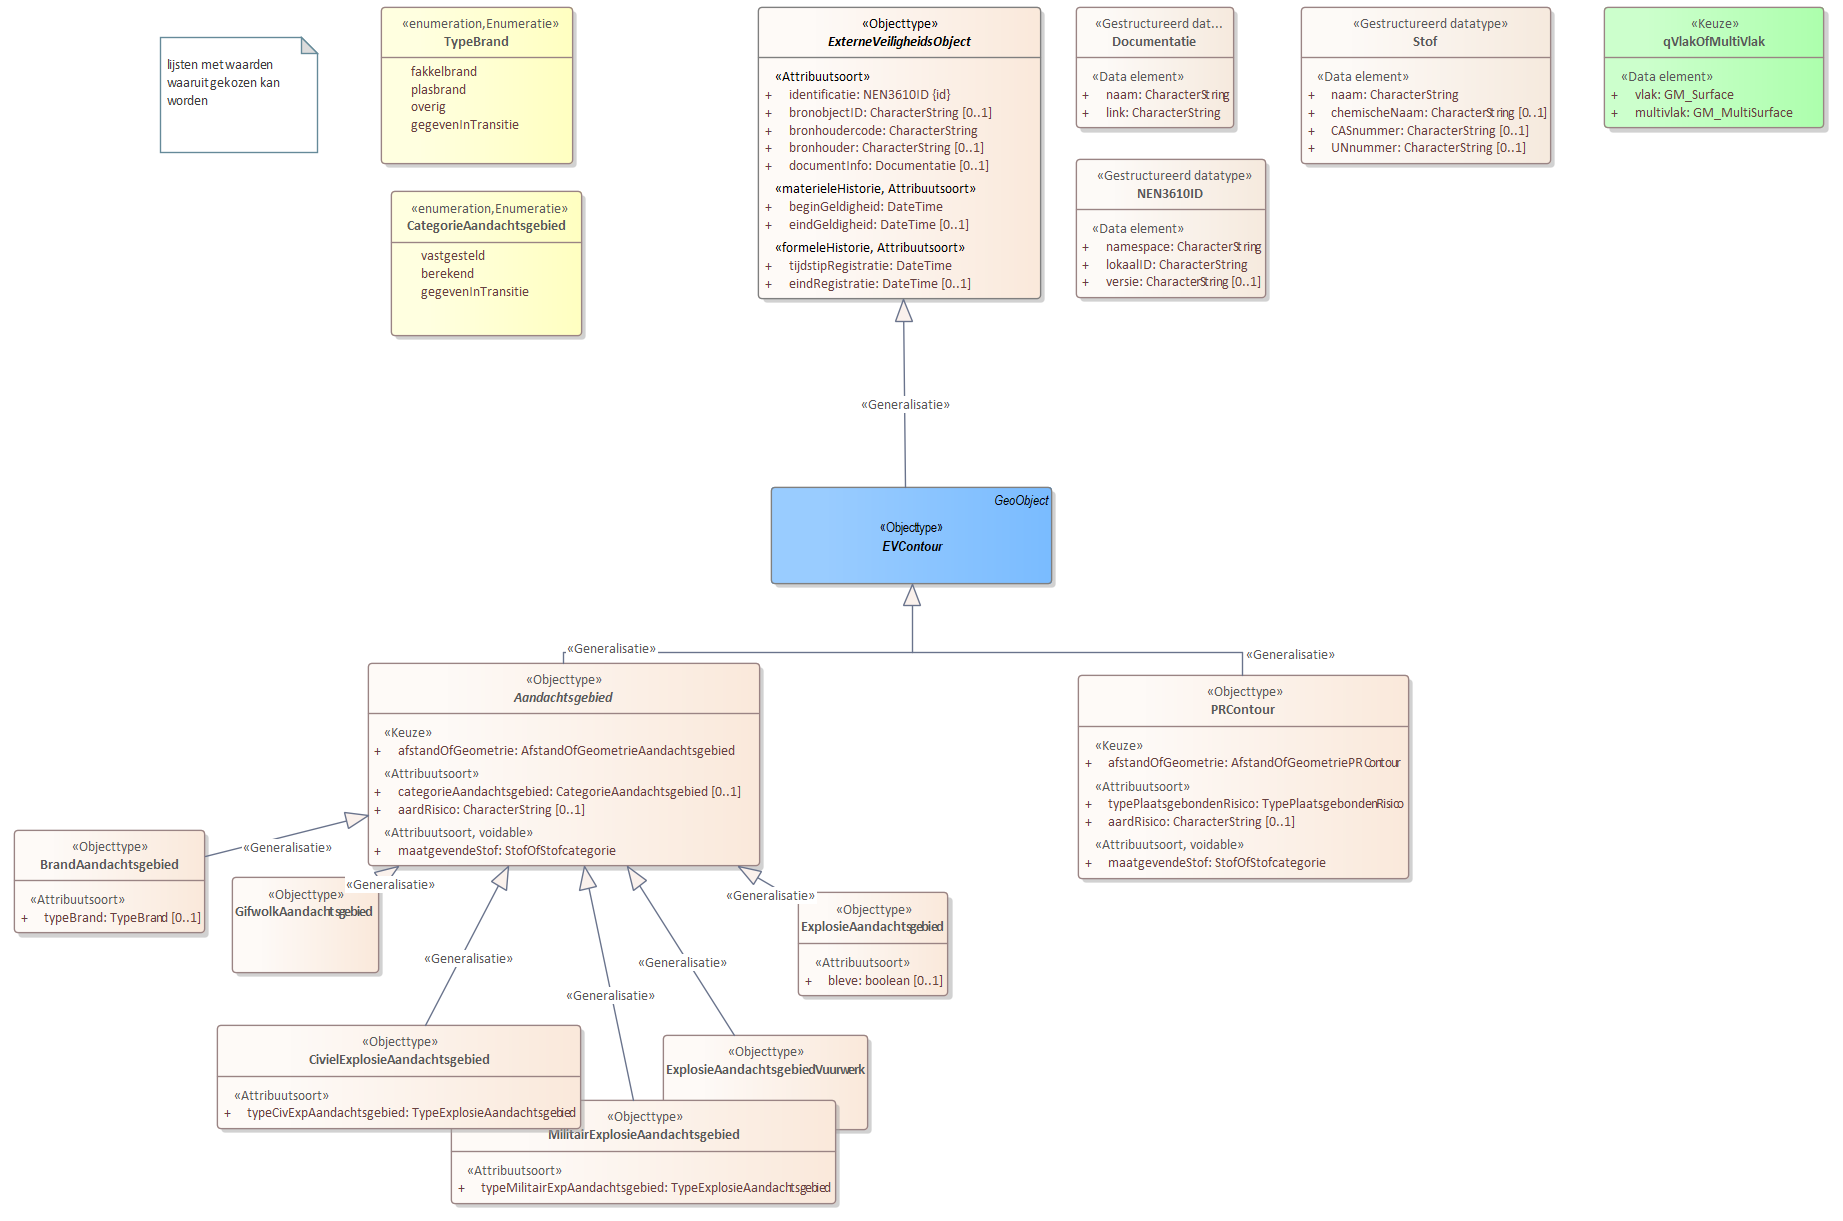 lijsten met waarden
waaruit gekozen kan
worden
«enumeration,Enumeratie»
TypeBrand
fakkelbrand
plasbrand
overig
gegevenInTransitie
«enumeration,Enumeratie»
CategorieAandachtsgebied
vastgesteld
berekend
gegevenInTransitie
«Objecttype»
ExterneVeiligheidsObject
«Attribuutsoort»
+ identificatie: NEN3610ID {id}
+ bronobjectID: CharacterString [0..1]
+ bronhoudercode: CharacterString
+ bronhouder: CharacterString [0..1]
+ documentInfo: Documentatie [0..1]
«materieleHistorie, Attribuutsoort»
+ beginGeldigheid: DateTime
+ eindGeldigheid: DateTime [0..1]
«formeleHistorie, Attribuutsoort»
+ tijdstipRegistratie: DateTime
+ eindRegistratie: DateTime [0..1]
«Gestructureerd dat...
Documentatie
«Data element»
+ naam: CharacterString
+ link: CharacterString
«Gestructureerd datatype»
NEN3610ID
«Data element»
+ namespace: CharacterString
+ lokaalID: CharacterString
+ versie: CharacterString [0..1]
«Gestructureerd datatype»
Stof
«Data element»
+ naam: CharacterString
+ chemischeNaam: CharacterString [0..1]
+ CASnummer: CharacterString [0..1]
+ UNnummer: CharacterString [0..1]
«Keuze»
qVlakOfMultiVlak
«Data element»
+ vlak: GM_Surface
+ multivlak: GM_MultiSurface
«Generalisatie»
GeoObject
«Objecttype»
EVContour
«Generalisatie»
«Generalisatie»
«Objecttype»
Aandachtsgebied
«Keuze»
+ afstandOfGeometrie: AfstandOfGeometrieAandachtsgebied
«Attribuutsoort»
+ categorieAandachtsgebied: CategorieAandachtsgebied [0..1]
+ aardRisico: CharacterString [0..1]
«Attribuutsoort, voidable»
+ maatgevendeStof: StofOfStofcategorie
«Objecttype»
PRContour
«Keuze»
+ afstandOfGeometrie: AfstandOfGeometriePRContour
«Attribuutsoort»
+ typePlaatsgebondenRisico: TypePlaatsgebondenRisico
+ aardRisico: CharacterString [0..1]
«Attribuutsoort, voidable»
+ maatgevendeStof: StofOfStofcategorie
«Objecttype»
BrandAandachtsgebied
«Attribuutsoort»
+ typeBrand: TypeBrand [0..1]
«Generalisatie»
«Generalisatie»
«Objecttype»
GifwolkAandachtsgebied
«Generalisatie»
«Objecttype»
ExplosieAandachtsgebied
«Attribuutsoort»
+ bleve: boolean [0..1]
«Generalisatie»
«Generalisatie»
«Generalisatie»
«Objecttype»
CivielExplosieAandachtsgebied
«Attribuutsoort»
+ typeCivExpAandachtsgebied: TypeExplosieAandachtsgebied
«Objecttype»
ExplosieAandachtsgebiedVuurwerk
«Objecttype»
MilitairExplosieAandachtsgebied
«Attribuutsoort»
+ typeMilitairExpAandachtsgebied: TypeExplosieAandachtsgebied